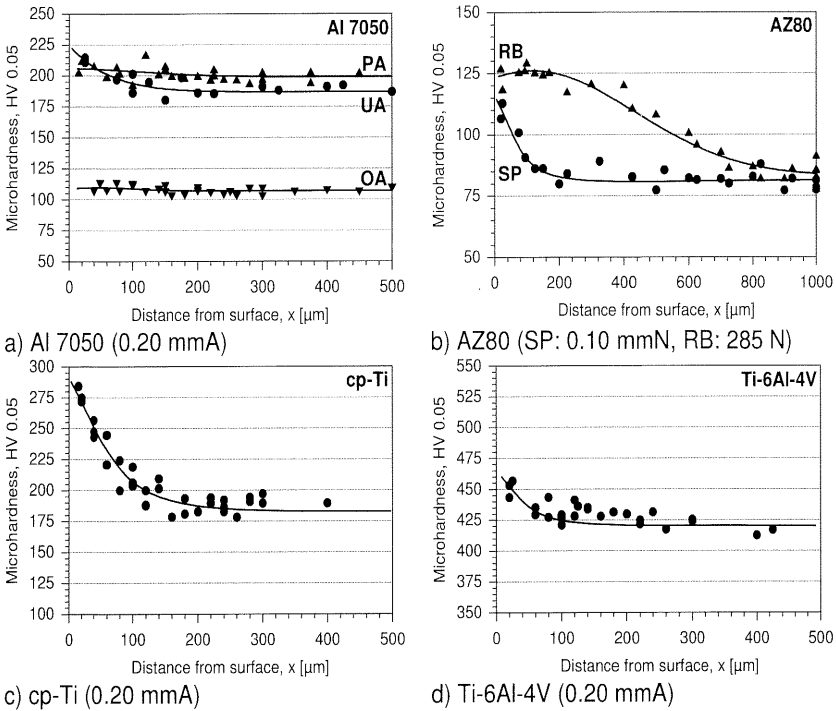 Al 7050
PA
UA
OA
250
225
200
175
150
125
100
75
50
Microhardness, HV 0.05
0 100 200 300 400 500
Distance from surface, x [µm]
a) Al 7050 (0.20 mmA)
AZ80
RB
SP
150
125
100
75
50
Microhardness, HV 0.05
0 200 400 600 800 1000
Distance from surface, x [µm]
b) AZ80 (SP: 0.10 mmN, RB: 285 N)
cp-Ti
300
275
250
225
200
175
150
125
100
Microhardness, HV 0.05
0 100 200 300 400 500
Distance from surface, x [µm]
c) cp-Ti (0.20 mmA)
Ti-6Al-4V
550
500
450
425
400
375
350
Microhardness, HV 0.05
0 100 200 300 400 500
Distance from surface, x [µm]
d) Ti-6Al-4V (0.20 mmA)